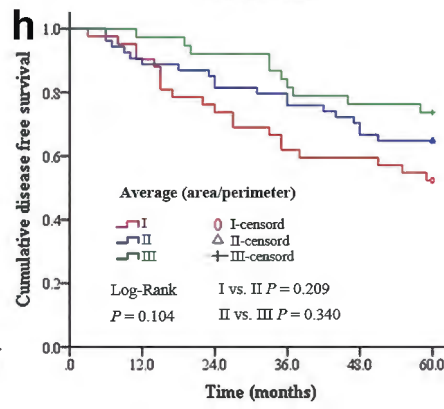 h
Cumulative disease free survival
1.0
0.8
0.6
0.4
0.2
0.0
Average (area/perimeter)
I
II
III
I-censord
II-censord
III-censord
Log-Rank
P = 0.104
I vs. II P = 0.209
II vs. III P = 0.340
.0 12.0 24.0 36.0 48.0 60.0
Time (months)